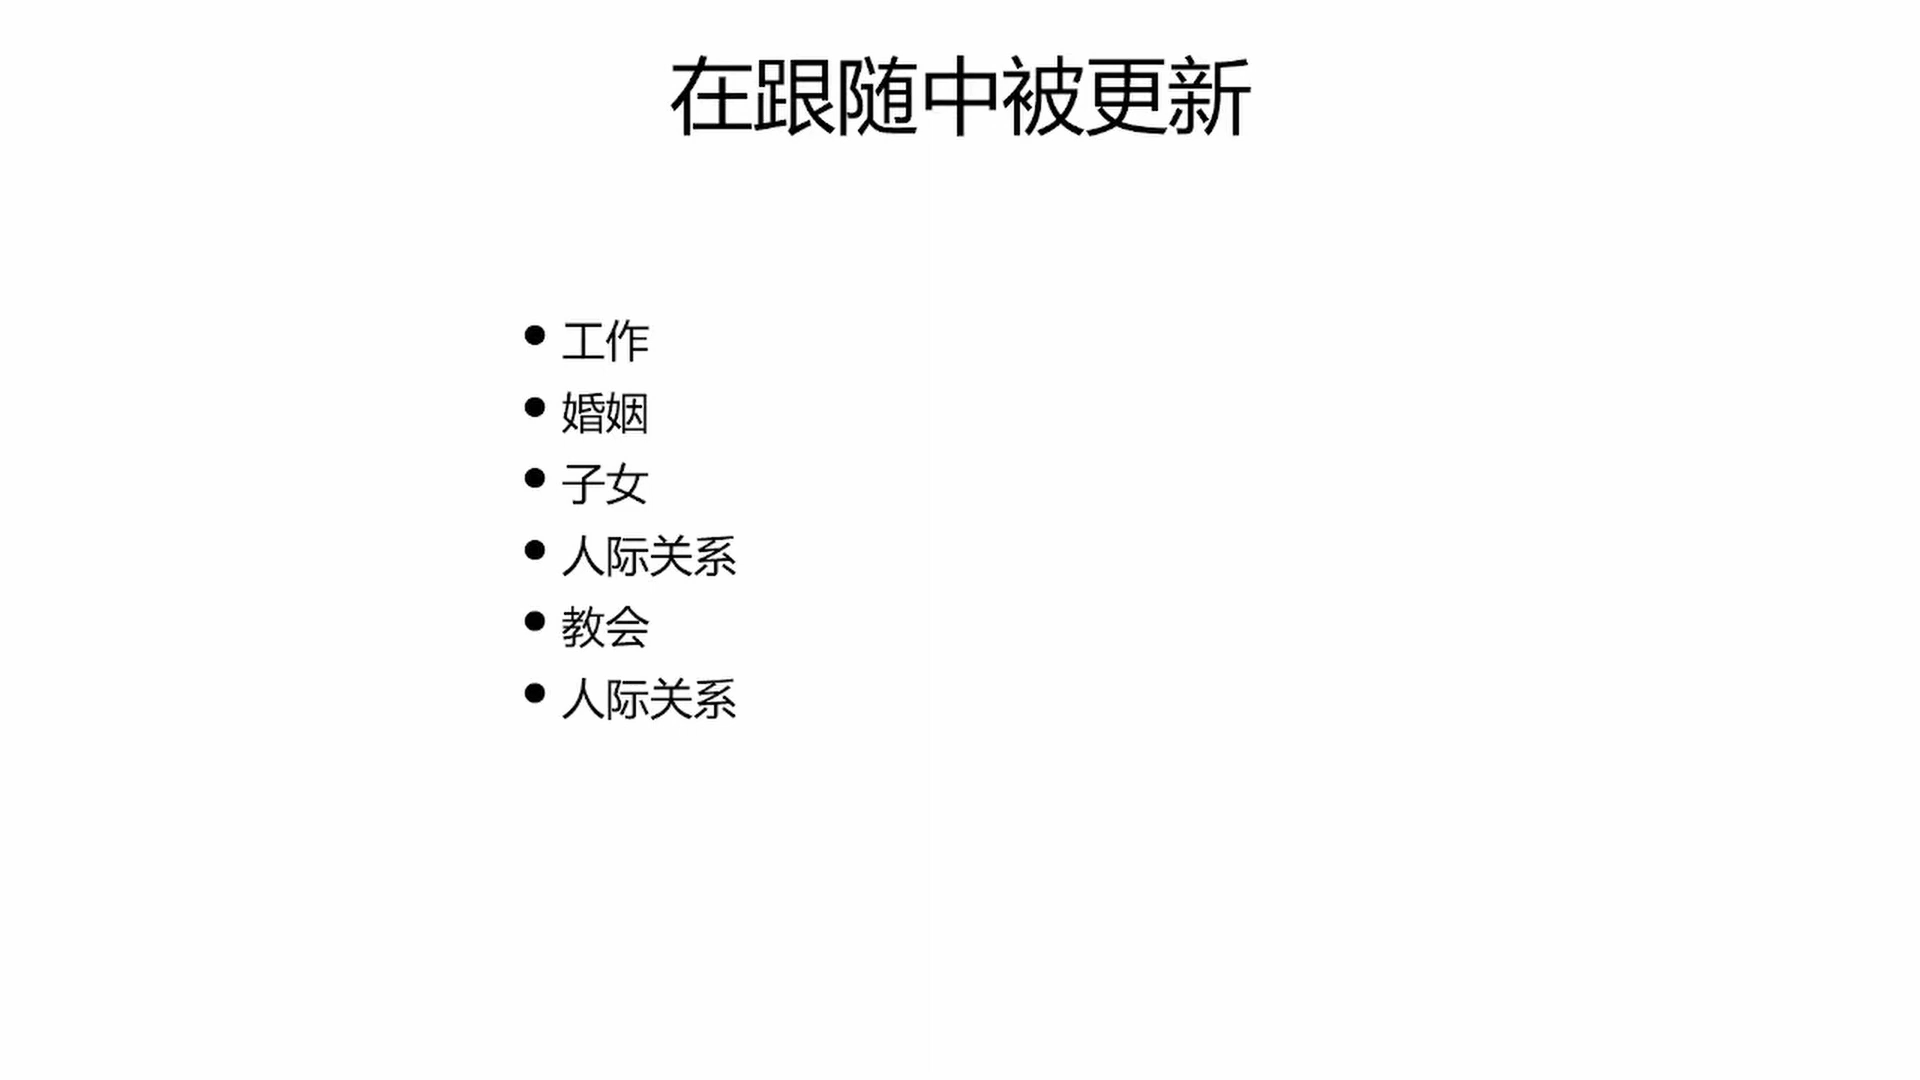 在跟随中被更新
• 工作
• 婚姻
• 子女
• 人际关系
• 教会
• 人际关系